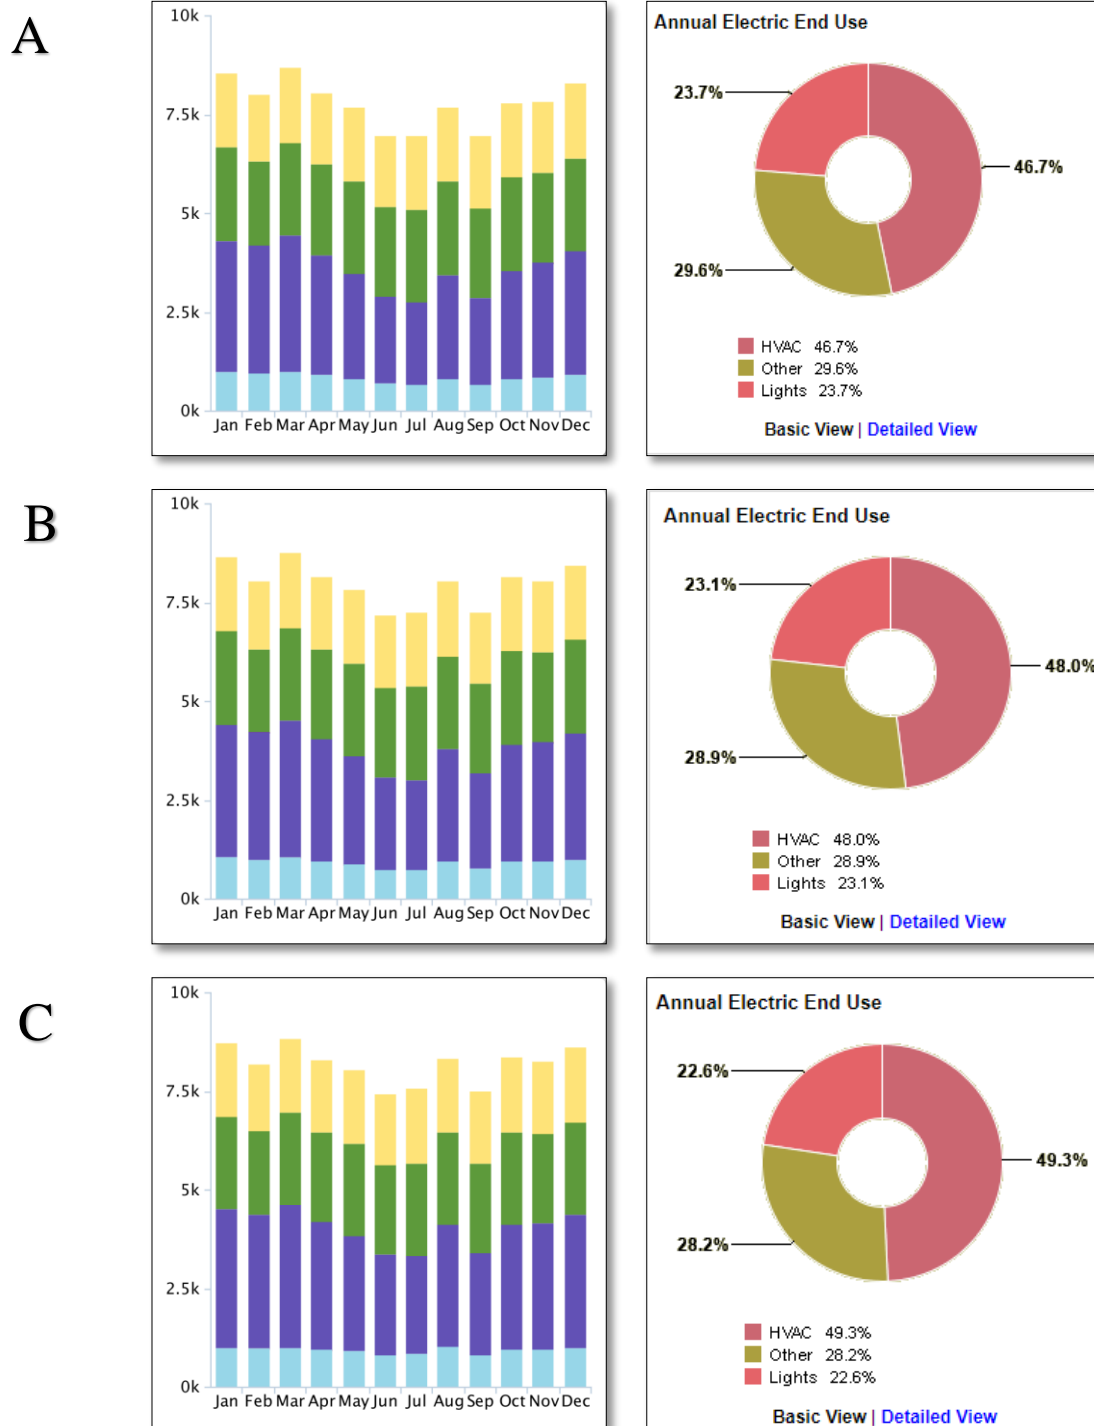 A
10k
7.5k
5k
2.5k
0k
Jan Feb Mar Apr May Jun Jul Aug Sep Oct Nov Dec
Annual Electric End Use
23.7%
46.7%
29.6%
HVAC 46.7%
Other 29.6%
Lights 23.7%
Basic View | Detailed View
B
10k
7.5k
5k
2.5k
0k
Jan Feb Mar Apr May Jun Jul Aug Sep Oct Nov Dec
Annual Electric End Use
23.1%
48.0%
28.9%
HVAC 48.0%
Other 28.9%
Lights 23.1%
Basic View | Detailed View
C
10k
7.5k
5k
2.5k
0k
Jan Feb Mar Apr May Jun Jul Aug Sep Oct Nov Dec
Annual Electric End Use
22.6%
49.3%
28.2%
HVAC 49.3%
Other 28.2%
Lights 22.6%
Basic View | Detailed View